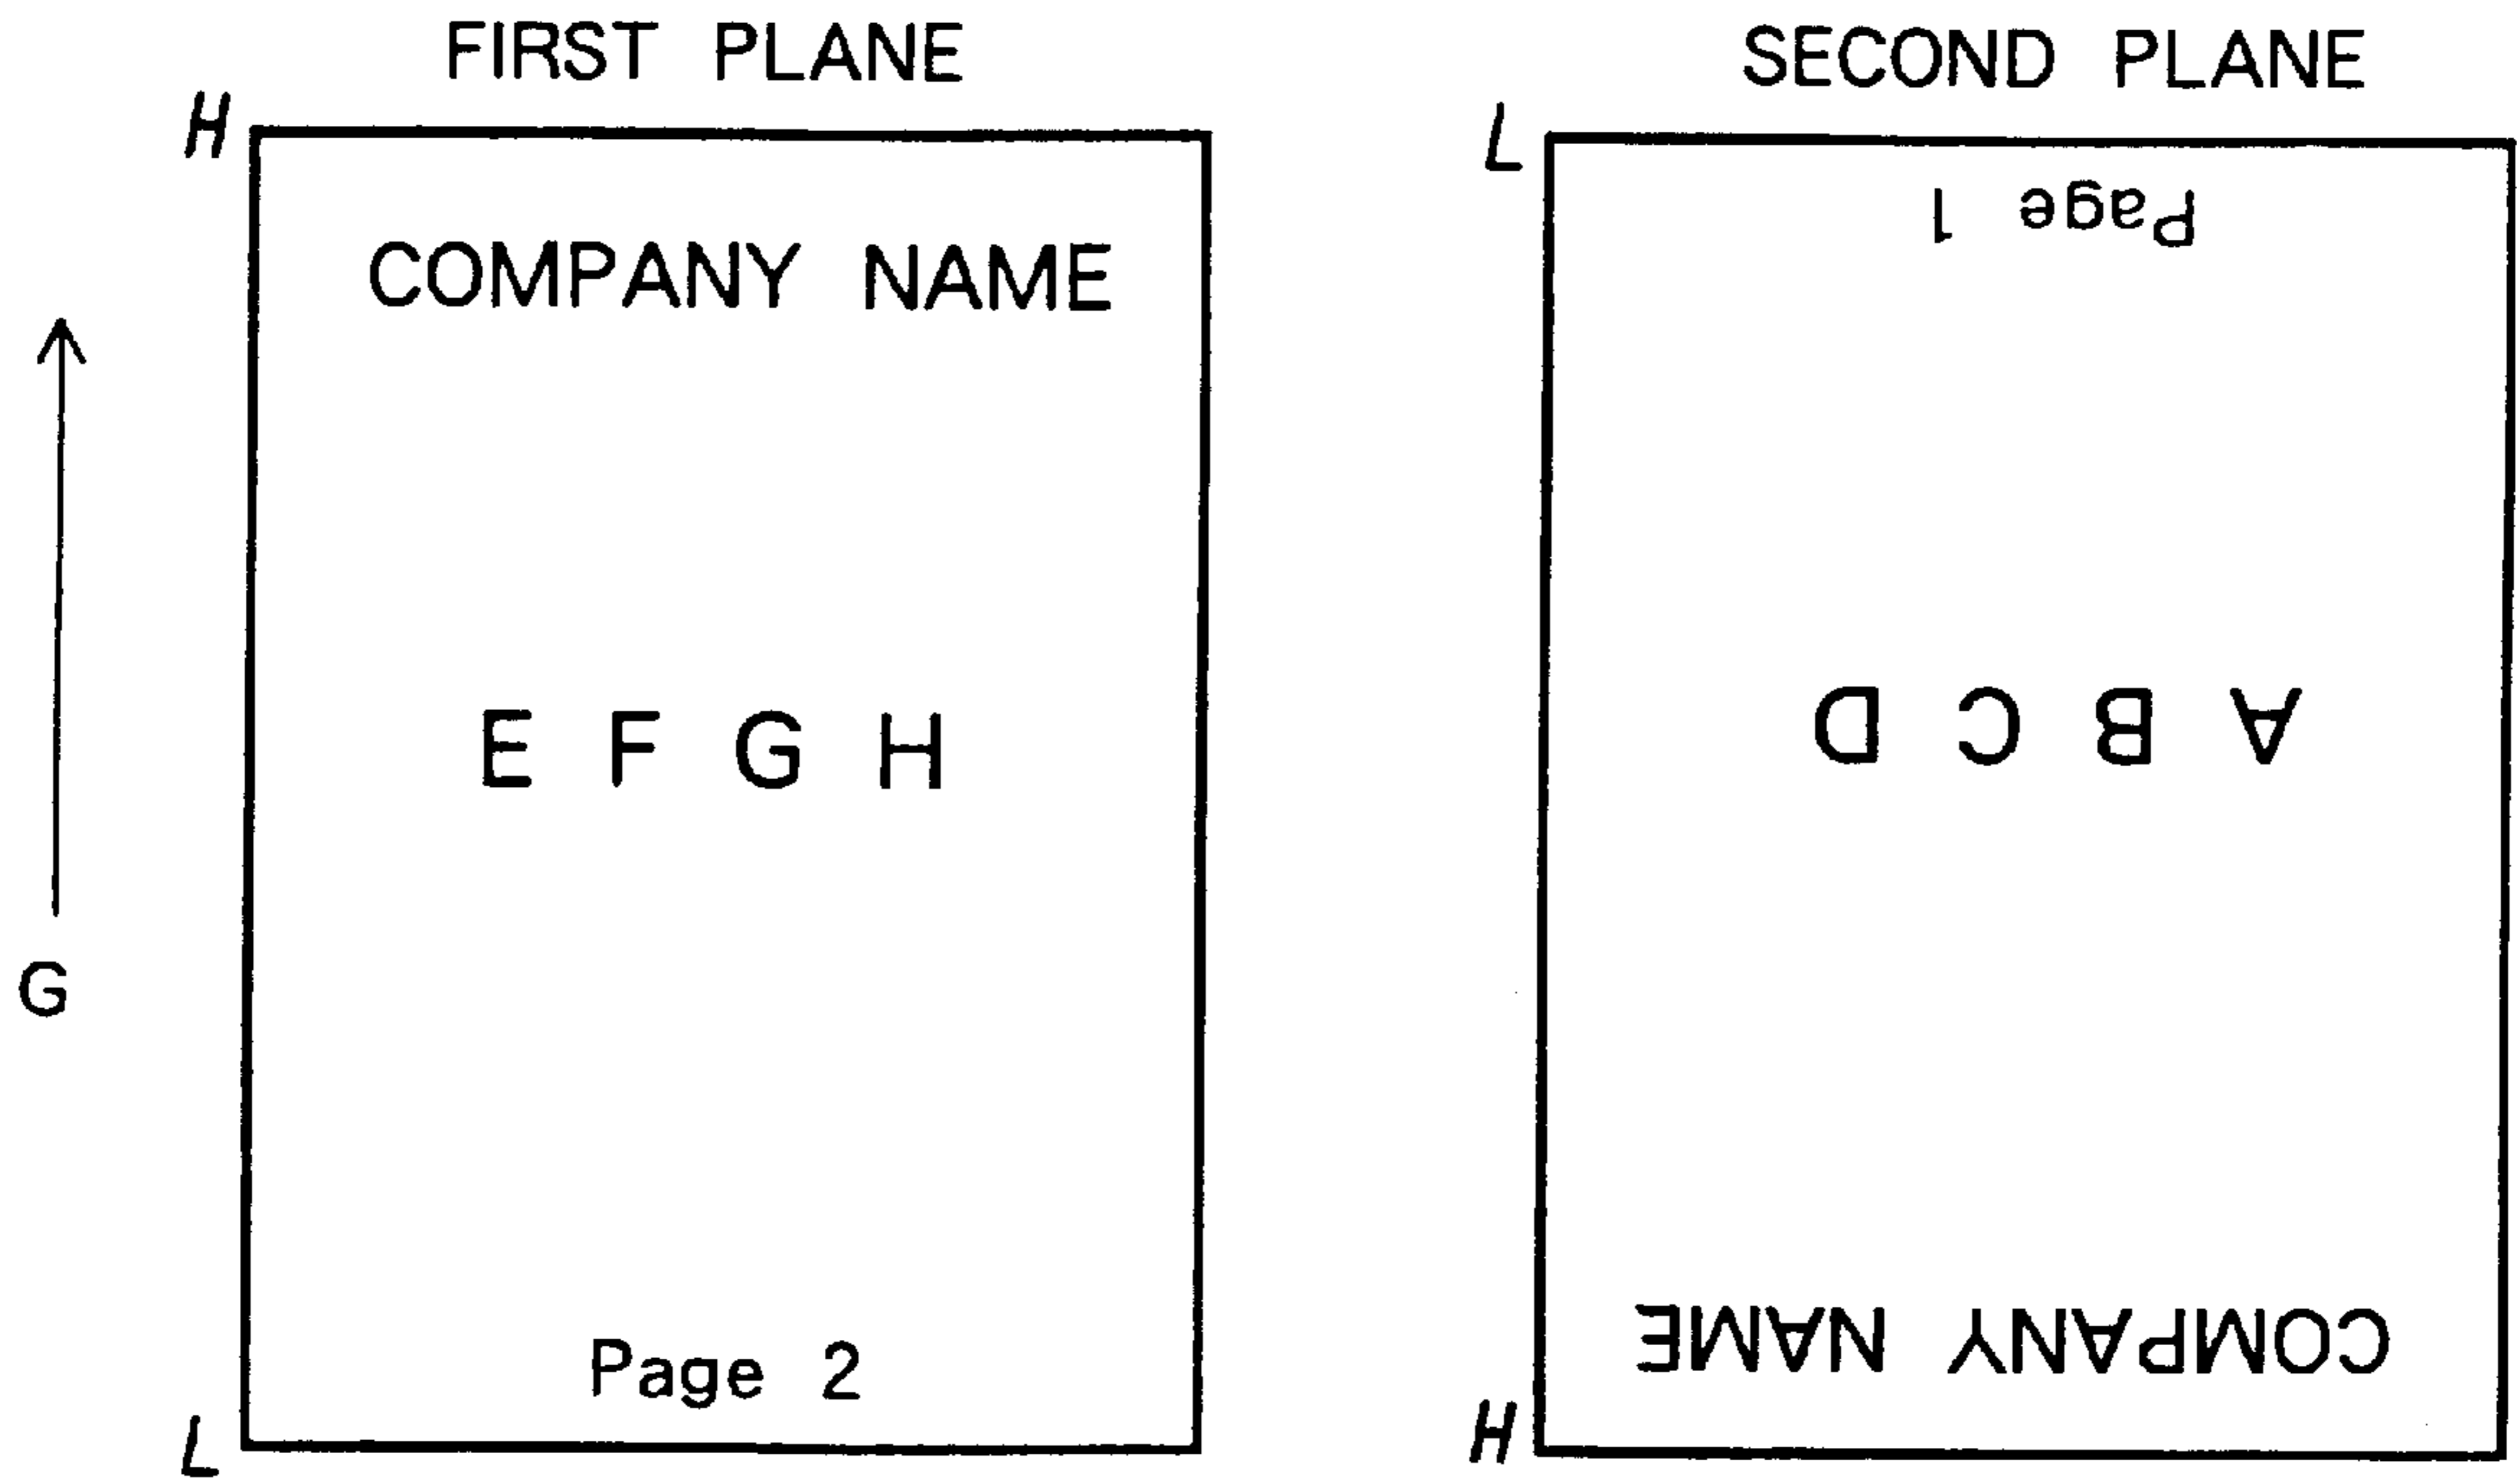 FIRST PLANE
H
COMPANY NAME
G
E F G H
Page 2
L
SECOND PLANE
L
Page 1
A B C D
COMPANY NAME
H